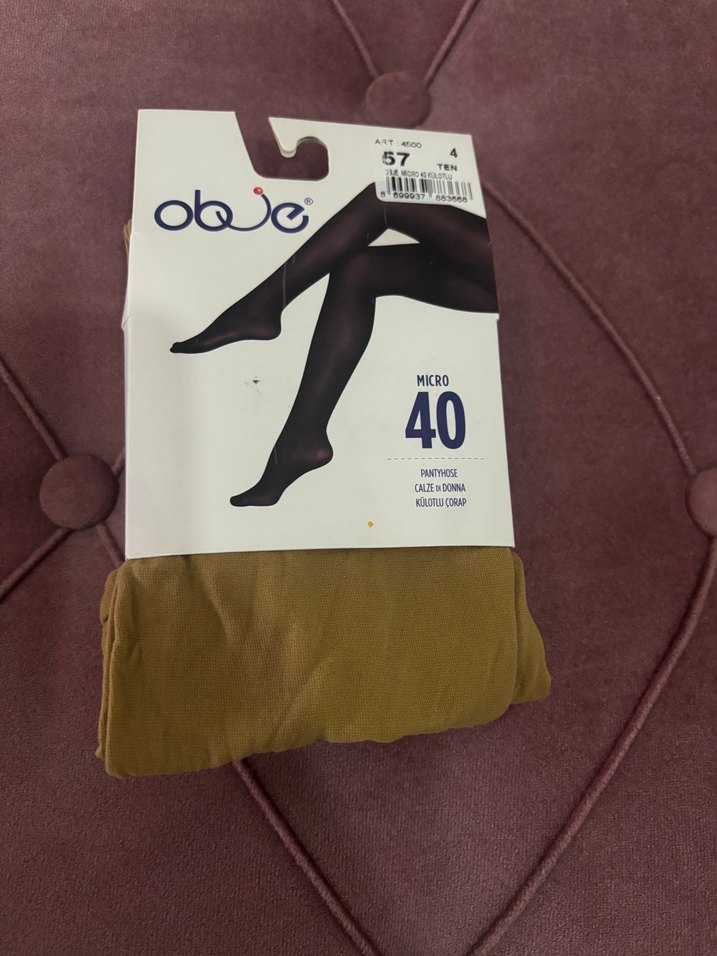 ART : 4500
57 4
TEN
OBJE MICRO 40 KÜLOTLU
8 699937 883668
obje®
MICRO
40
PANTYHOSE
CALZE DI DONNA
KÜLOTLU ÇORAP